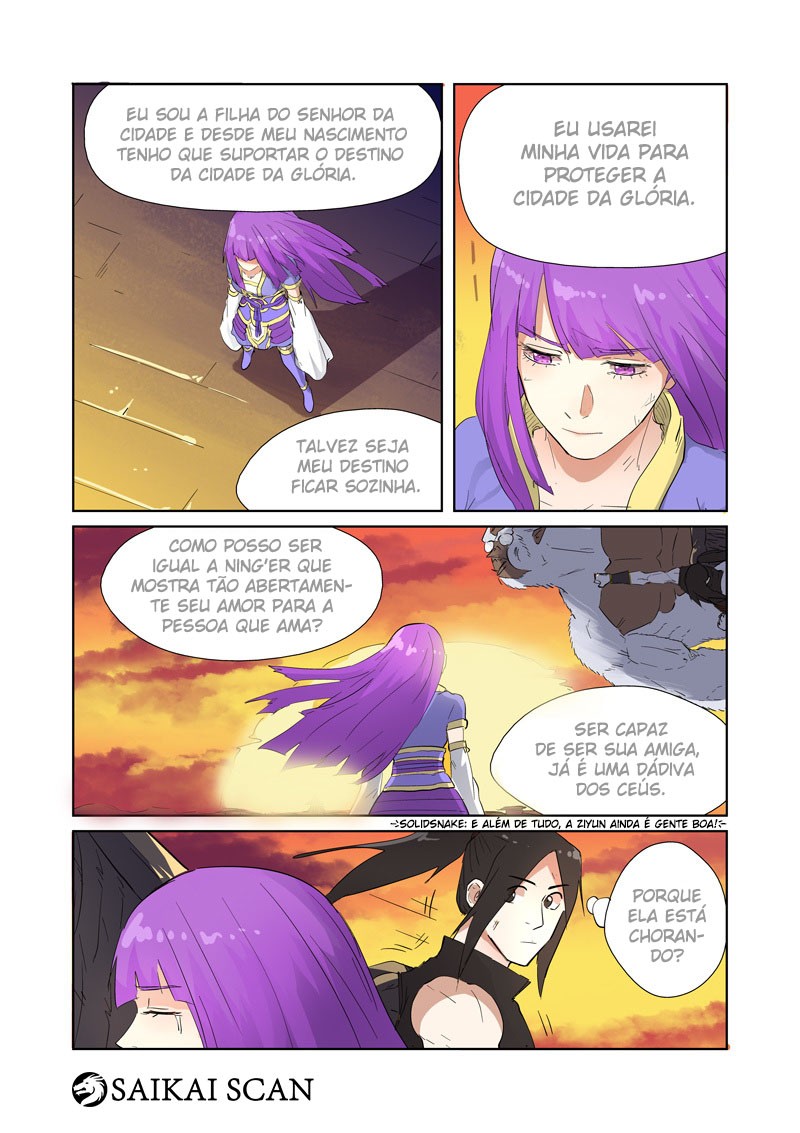 EU SOU A FILHA DO SENHOR DA
CIDADE E DESDE MEU NASCIMENTO
TENHO QUE SUPORTAR O DESTINO
DA CIDADE DA GLÓRIA.
EU USAREI
MINHA VIDA PARA
PROTEGER A
CIDADE DA GLÓRIA.
TALVEZ SEJA
MEU DESTINO
FICAR SOZINHA.
COMO POSSO SER
IGUAL A NING'ER QUE
MOSTRA TÃO ABERTAMEN-
TE SEU AMOR PARA A
PESSOA QUE AMA?
SER CAPAZ
DE SER SUA AMIGA,
JÁ É UMA DÁDIVA
DOS CEÚS.
->SOLIDSNAKE: E ALÉM DE TUDO, A ZIYUN AINDA É GENTE BOA!<-
PORQUE
ELA ESTÁ
CHORAN-
DO?
SAIKAI SCAN